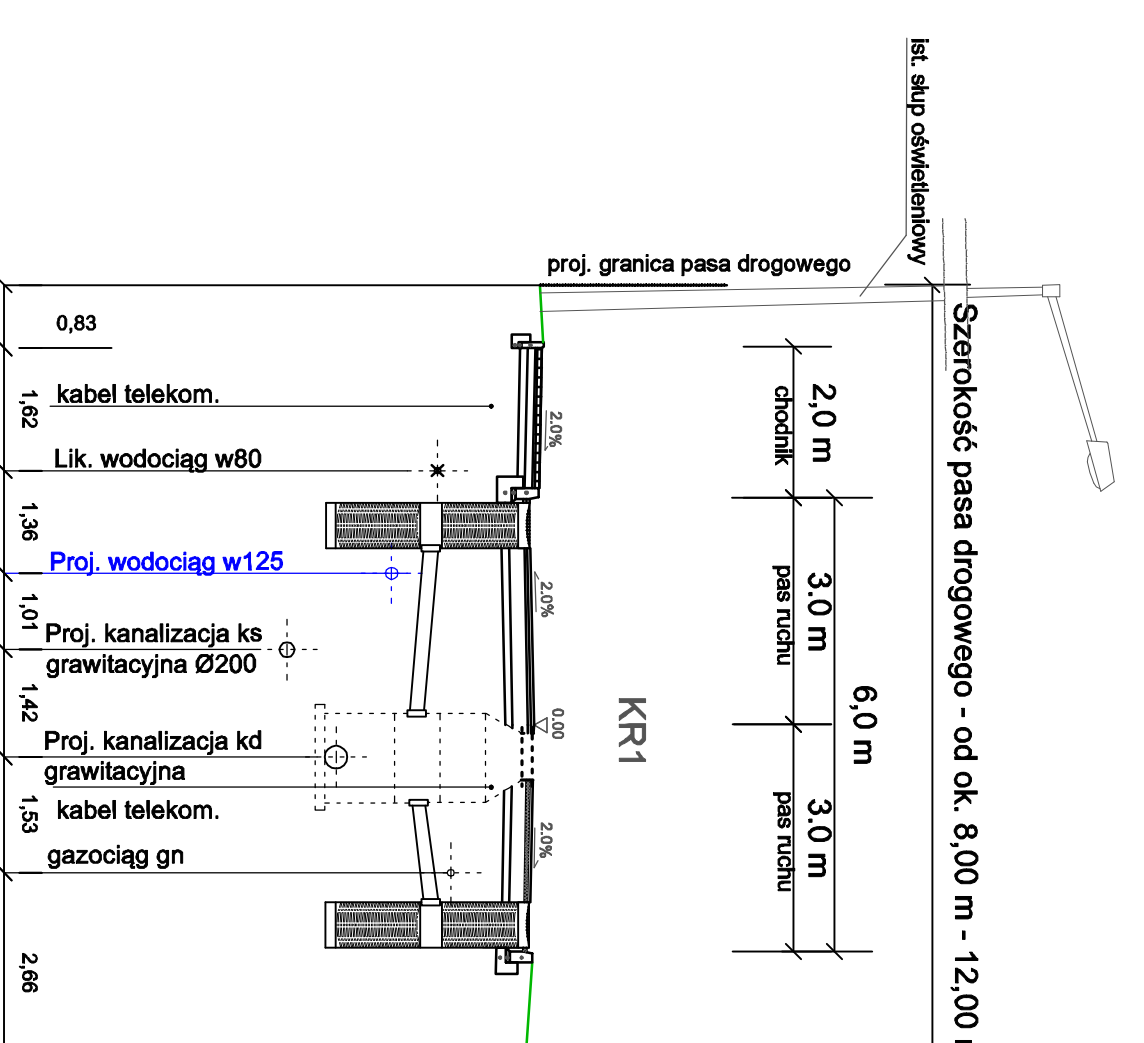 ist. słup oświetleniowy
proj. granica pasa drogowego
Szerokość pasa drogowego - od ok. 8,00 m - 12,00
0,83
1,62
1,36
1,01
1,42
1,53
2,66
kabel telekom.
Lik. wodociąg w80
Proj. wodociąg w125
Proj. kanalizacja ks
grawitacyjna Ø200
Proj. kanalizacja kd
grawitacyjna
kabel telekom.
gazociąg gn
2.0%
2.0%
0.00
2.0%
KR1
2,0 m
chodnik
3.0 m
pas ruchu
3.0 m
pas ruchu
6,0 m